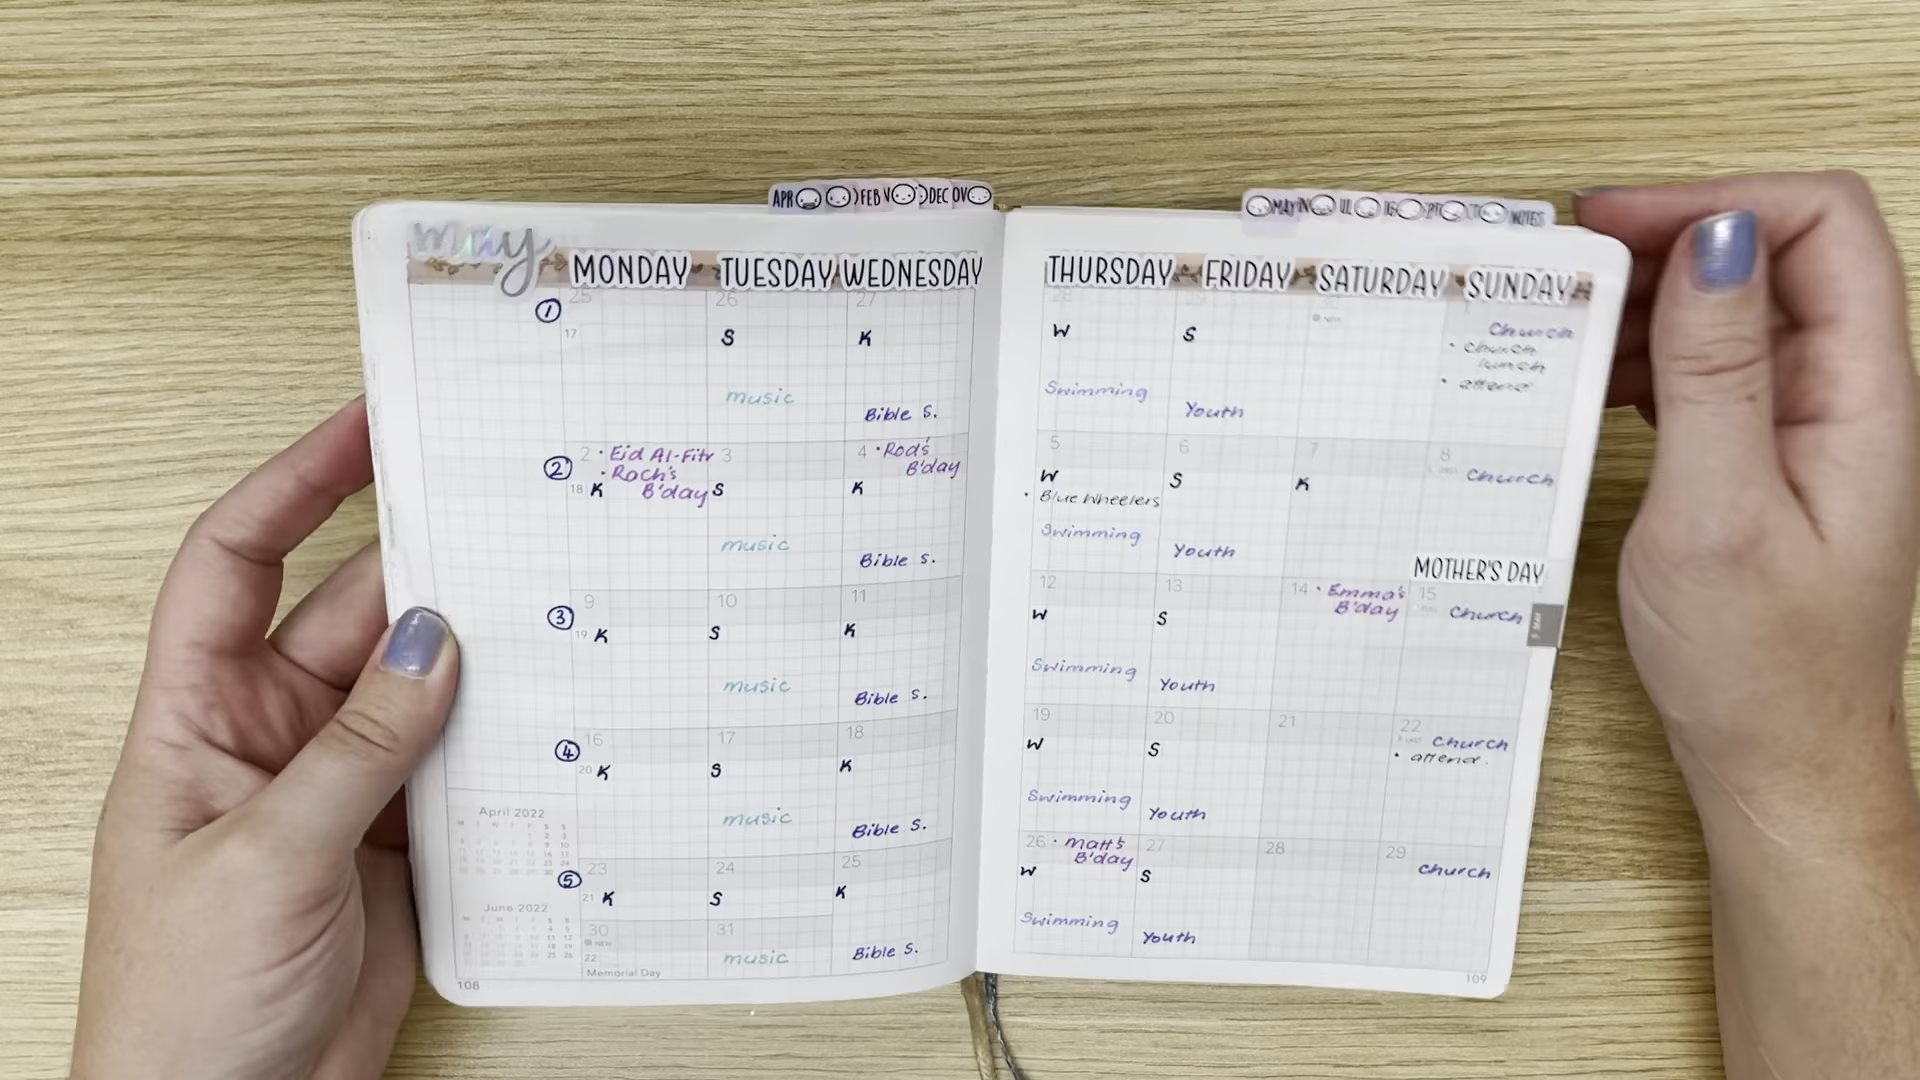 APR FEB V DEC OV
MAY
NOTES
may
MONDAY TUESDAY WEDNESDAY THURSDAY FRIDAY SATURDAY SUNDAY
1
25 26 27 28
17
S K W S
Church
• Church
lunch
• attend
music
Bible S.
Swimming
Youth
2
2 • Eid Al-Fitr
• Roch's
B'day
3
4 • Rod's
B'day
5 6 7 8
18 K S K W S K
Church
• Blue Wheelers
music
Bible S.
Swimming
Youth
MOTHER'S DAY
3
9 10 11 12 13
14 • Emma's
B'day
15
Church
19 K S K W S
music
Bible S.
Swimming
Youth
4
16 17 18 19 20 21 22
Church
• attend.
20 K S K W S
music
Bible S.
Swimming
Youth
5
23 24 25
26 • Matt's
B'day
27 28 29
Church
21 K S K W S
Swimming
Youth
30 31
22
Memorial Day
music
Bible S.
April 2022
June 2022
108
109